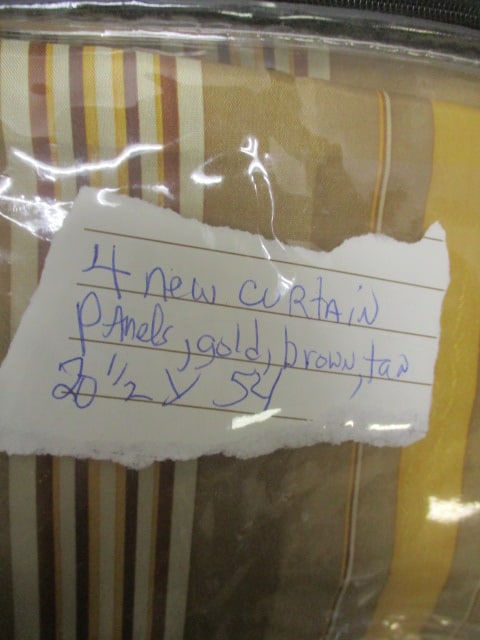 4 new CURTAIN
PANels, gold, brown, tan
20 1/2 X 54